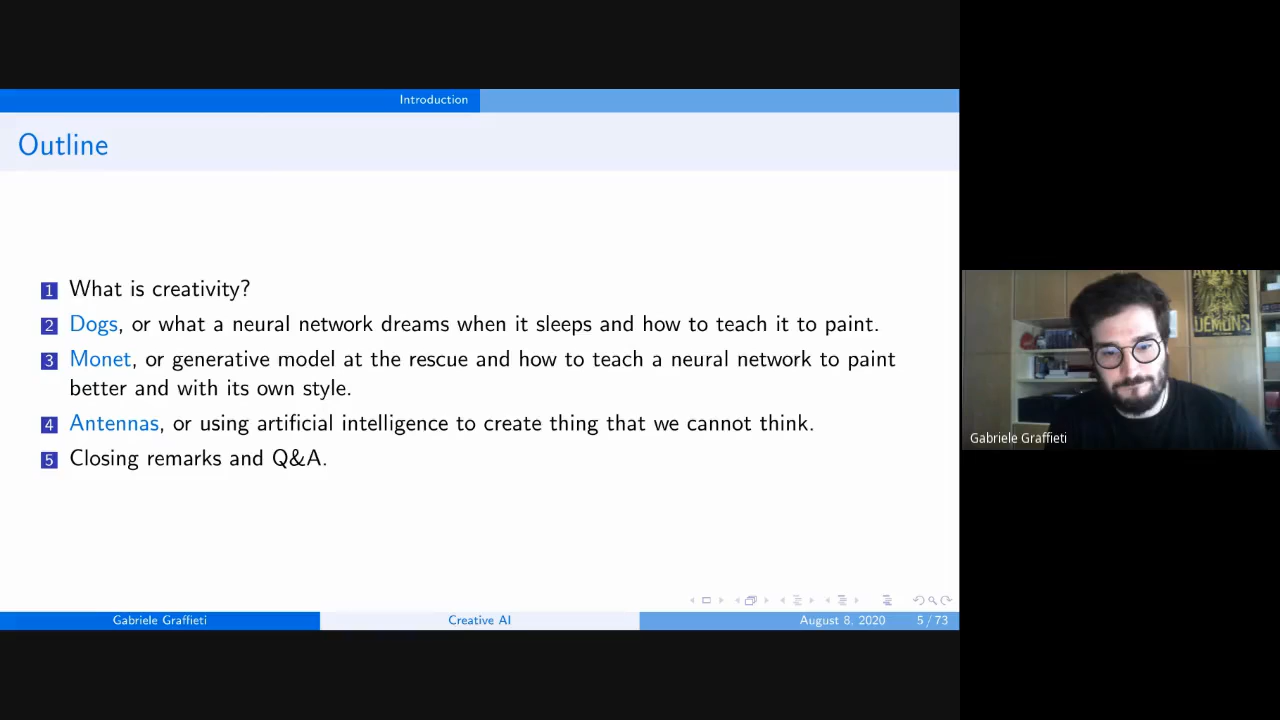 Introduction
Outline
1 What is creativity?
2 Dogs, or what a neural network dreams when it sleeps and how to teach it to paint.
3 Monet, or generative model at the rescue and how to teach a neural network to paint
better and with its own style.
4 Antennas, or using artificial intelligence to create thing that we cannot think.
5 Closing remarks and Q&A.
Gabriele Graffieti
Creative AI
August 8, 2020
5 / 73
DEMONS
Gabriele Graffieti